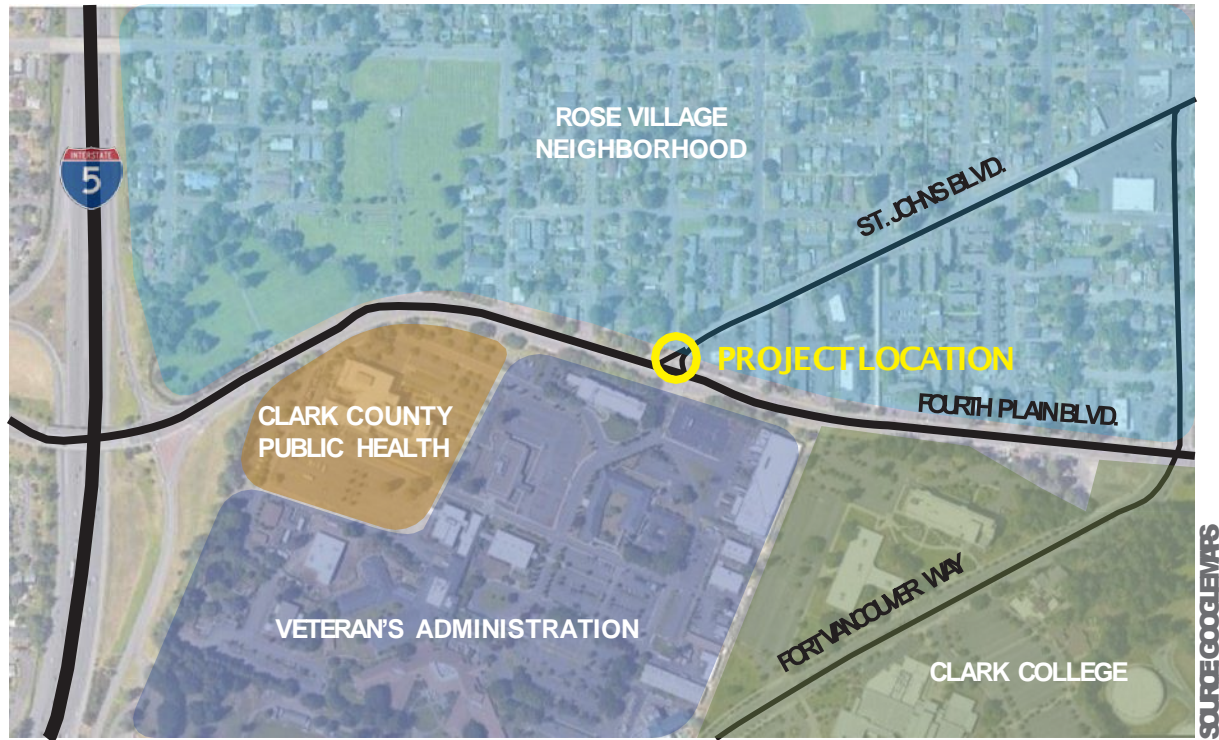 ROSE VILLAGE
NEIGHBORHOOD
INTERSTATE
5
ST. JOHNS BLVD.
PROJECT LOCATION
FOURTH PLAIN BLVD.
CLARK COUNTY
PUBLIC HEALTH
FORT VANCOUVER WAY
VETERAN'S ADMINISTRATION
CLARK COLLEGE
SOURCE: GOOGLE MAPS